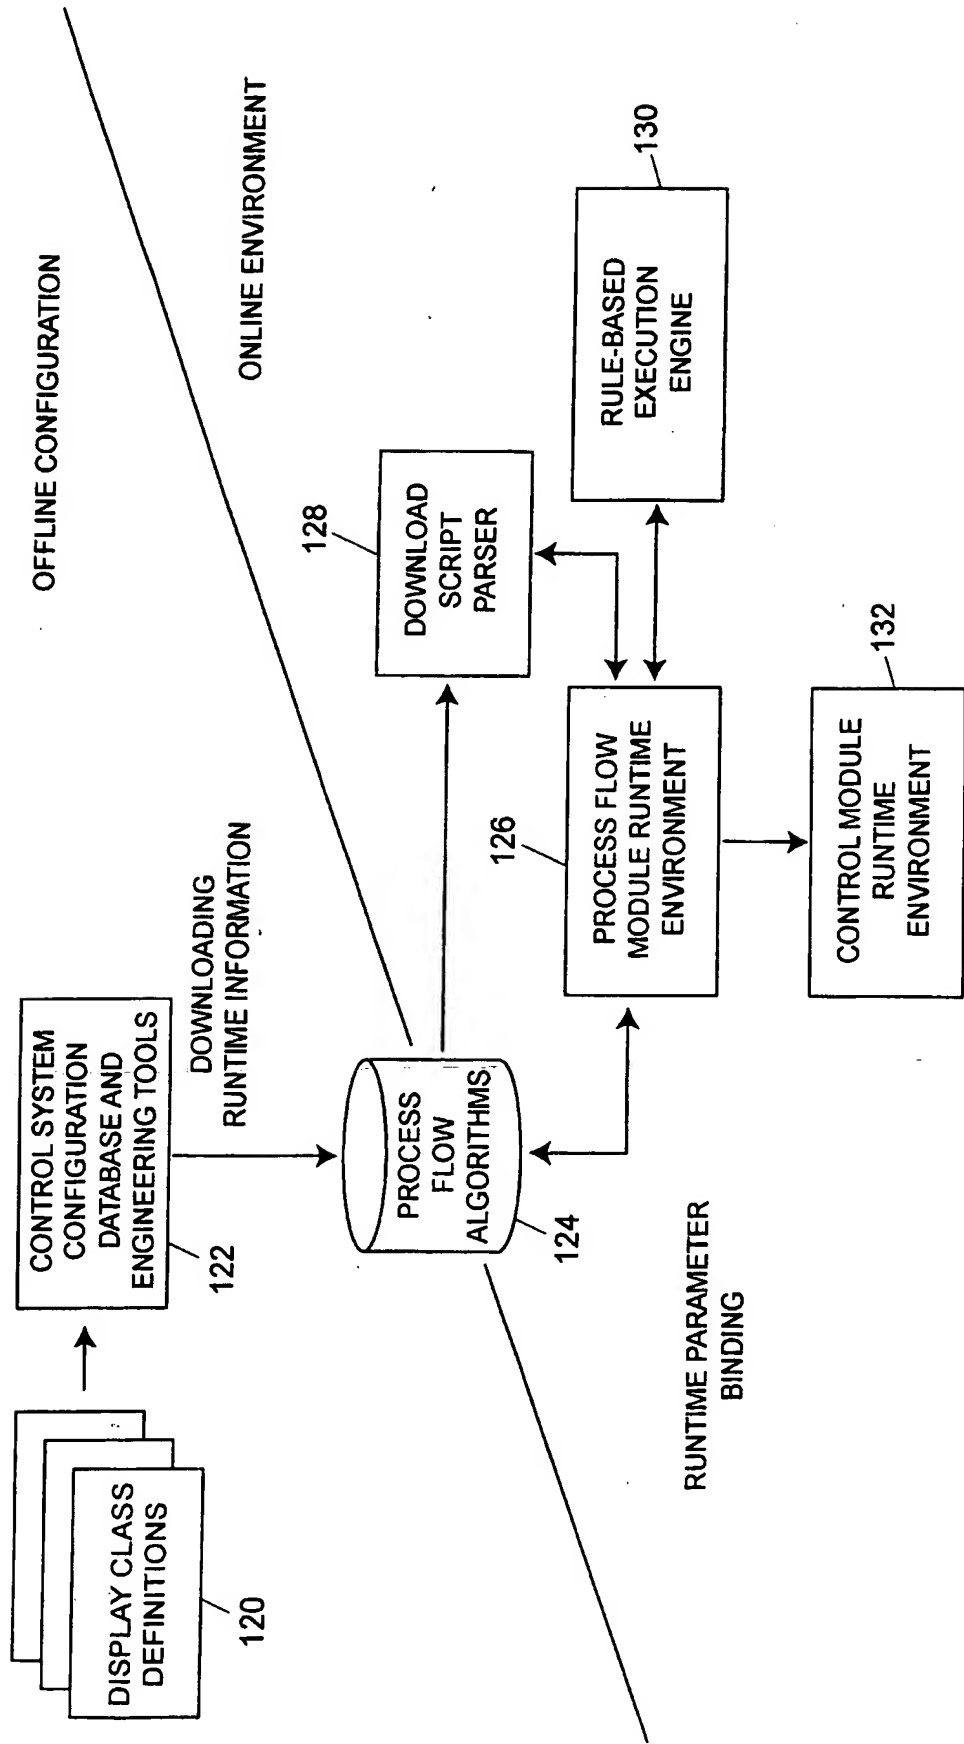 OFFLINE CONFIGURATION
ONLINE ENVIRONMENT
DISPLAY CLASS
DEFINITIONS
120
CONTROL SYSTEM
CONFIGURATION
DATABASE AND
ENGINEERING TOOLS
122
DOWNLOADING
RUNTIME INFORMATION
PROCESS
FLOW
ALGORITHMS
124
128
DOWNLOAD
SCRIPT
PARSER
130
RULE-BASED
EXECUTION
ENGINE
126
PROCESS FLOW
MODULE RUNTIME
ENVIRONMENT
132
CONTROL MODULE
RUNTIME
ENVIRONMENT
RUNTIME PARAMETER
BINDING